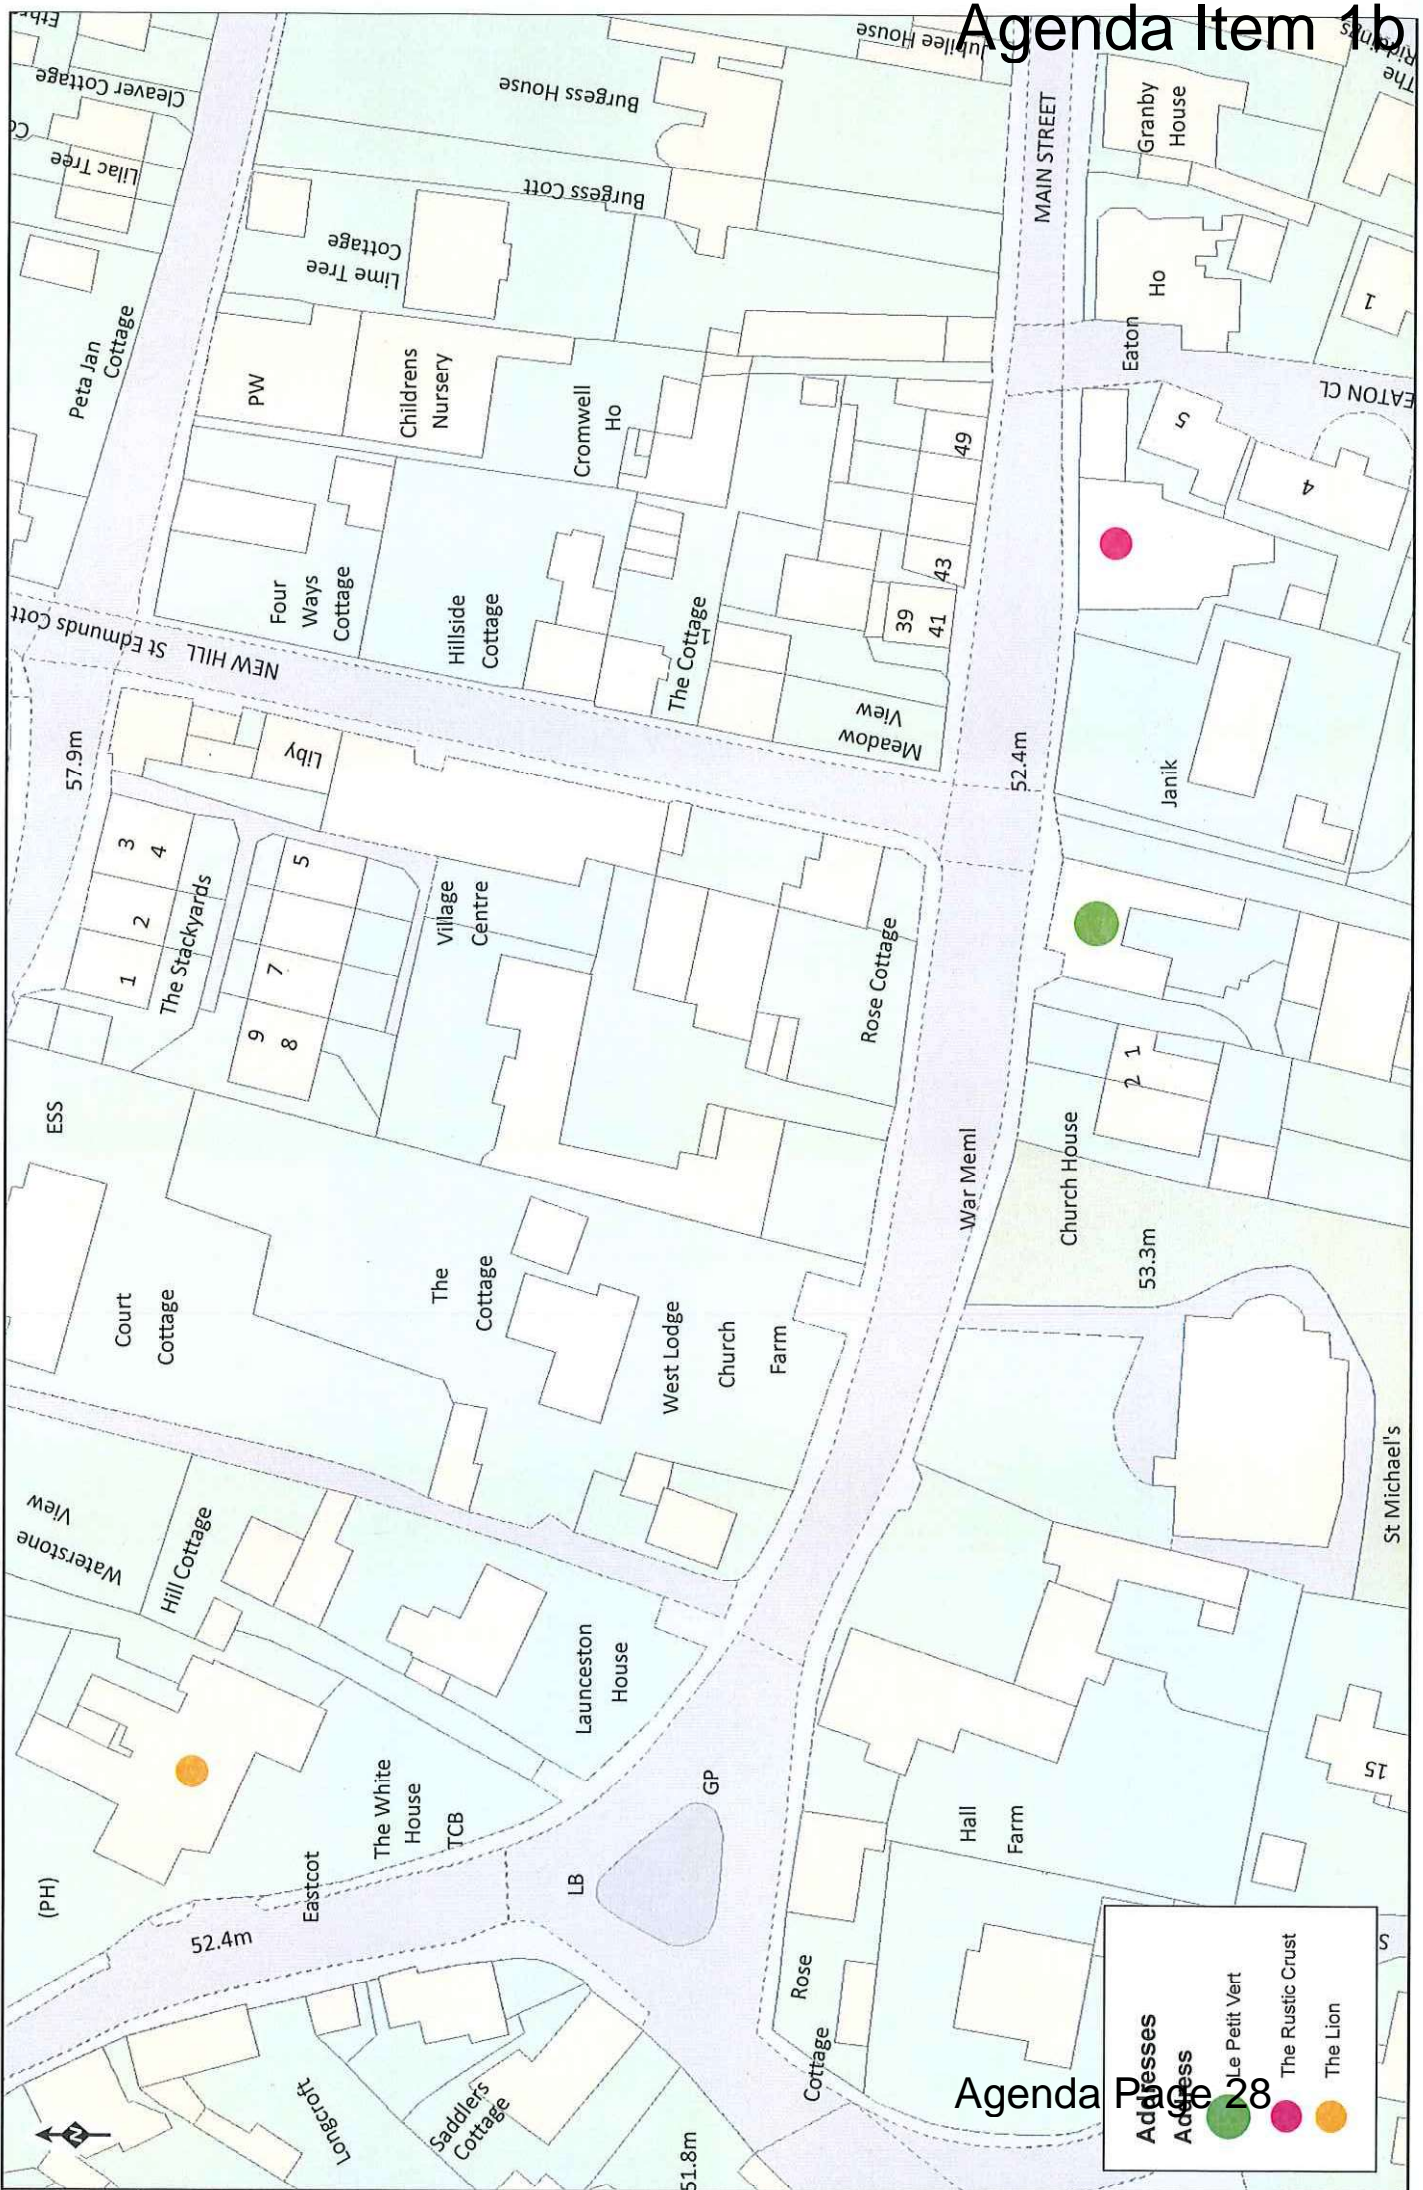 Agenda Item 1b
Cleaver Cottage
Lilac Tree
Peta Jan
Cottage
Burgess House
Burgess Cott
Jubilee House
Lime Tree
Cottage
PW
Childrens
Nursery
Cromwell
Ho
Four
Ways
Cottage
Hillside
Cottage
The Cottage
1
39
41
43
49
Meadow
View
MAIN STREET
Granby
House
The
Riddings
Eaton
Ho
1
EATON CL
5
4
St Edmunds Cott
NEW HILL
57.9m
52.4m
Liby
Janik
3
4
2
1
The Stackyards
5
7
9
8
Village
Centre
Rose Cottage
1
2
Church House
War Meml
53.3m
ESS
Court
Cottage
The
Cottage
West Lodge
Church
Farm
St Michael's
Waterstone
View
Hill Cottage
Launceston
House
The White
House
TCB
Eastcot
(PH)
52.4m
LB
GP
Hall
Farm
15
Rose
Cottage
Longcroft
Saddlers
Cottage
51.8m
N
S
Addresses
Address
Le Petit Vert
The Rustic Crust
The Lion
Agenda Page 28